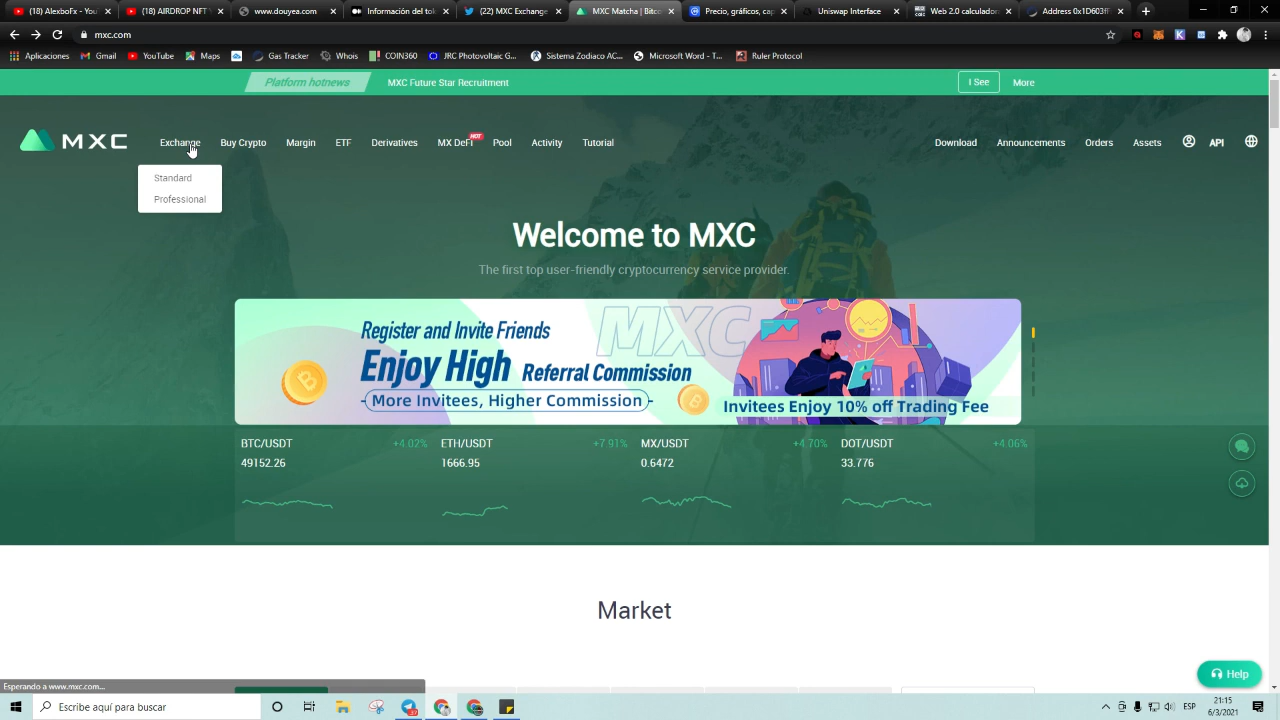 (18) AlexboFx - You
(18) AIRDROP NFT
www.douyea.com
Información del tok
(22) MXC Exchange
MXC Matcha | Bitco
Precio, gráficos, ca
Uniswap Interface
Web 2.0 calculador
Address 0x1D603fF
mxc.com
Aplicaciones
Gmail
YouTube
Maps
Gas Tracker
Whois
COIN360
JRC Photovoltaic G...
Sistema Zodiaco AC...
Microsoft Word - T...
Ruler Protocol
Platform hotnews
MXC Future Star Recruitment
I See
More
MXC
Exchange
Buy Crypto
Margin
ETF
Derivatives
MX DeFi
HOT
Pool
Activity
Tutorial
Download
Announcements
Orders
Assets
API
Standard
Professional
Welcome to MXC
The first top user-friendly cryptocurrency service provider.
MXC
Register and Invite Friends
Enjoy High Referral Commission
More Invitees, Higher Commission
Invitees Enjoy 10% off Trading Fee
BTC/USDT +4.02%
49152.26
ETH/USDT +7.91%
1666.95
MX/USDT +4.70%
0.6472
DOT/USDT +4.06%
33.776
Market
Help
Esperando a www.mxc.com...
Escribe aquí para buscar
ESP
21:15
6/3/2021